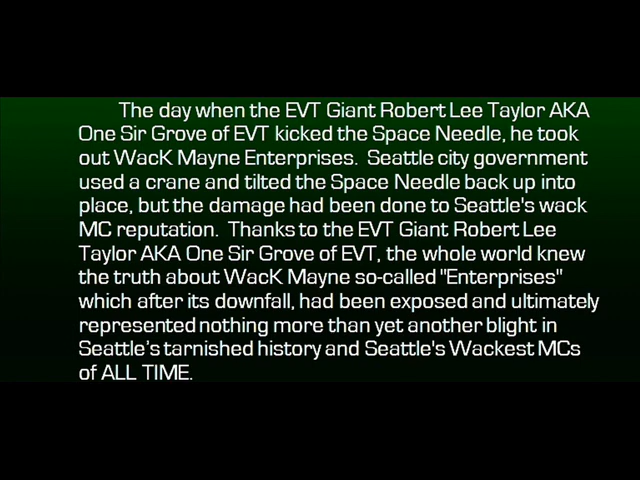 The day when the EVT Giant Robert Lee Taylor AKA
One Sir Grove of EVT kicked the Space Needle, he took
out WacK Mayne Enterprises. Seattle city government
used a crane and tilted the Space Needle back up into
place, but the damage had been done to Seattle's wack
MC reputation. Thanks to the EVT Giant Robert Lee
Taylor AKA One Sir Grove of EVT, the whole world knew
the truth about WacK Mayne so-called "Enterprises"
which after its downfall, had been exposed and ultimately
represented nothing more than yet another blight in
Seattle's tarnished history and Seattle's Wackest MCs
of ALL TIME.